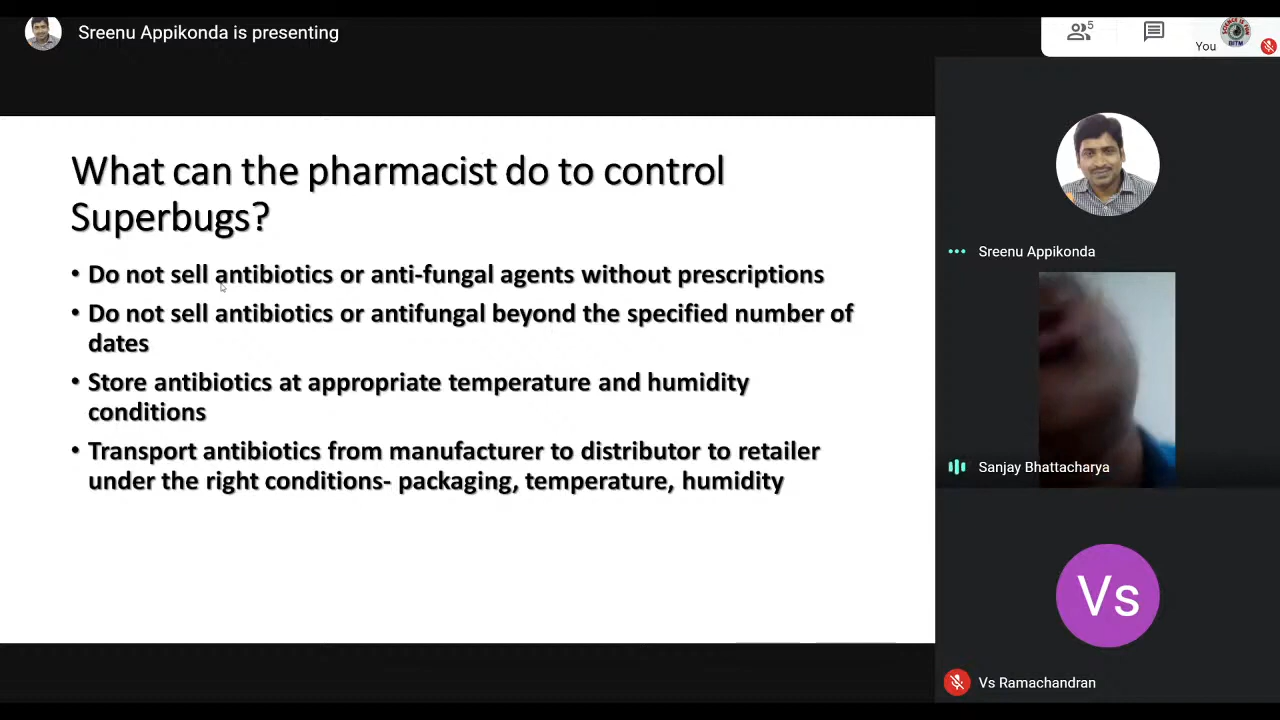 Sreenu Appikonda is presenting
5
You
What can the pharmacist do to control
Superbugs?
• Do not sell antibiotics or anti-fungal agents without prescriptions
• Do not sell antibiotics or antifungal beyond the specified number of
dates
• Store antibiotics at appropriate temperature and humidity
conditions
• Transport antibiotics from manufacturer to distributor to retailer
under the right conditions- packaging, temperature, humidity
Sreenu Appikonda
Sanjay Bhattacharya
Vs
Vs Ramachandran